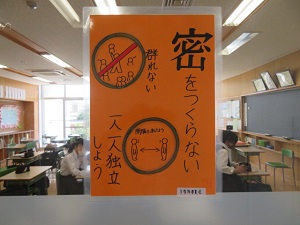 密をつくらない
群れない
一人一人独立
しよう